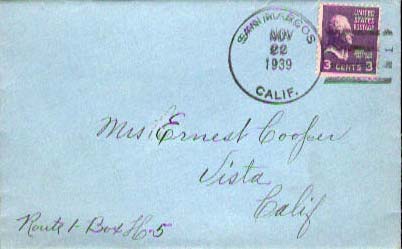 SAN MARCOS
NOV
22
1939
CALIF.
UNITED
STATES
POSTAGE
3 CENTS 3
Mrs. Ernest Cooper
Vista
Calif
Route 1- Box H-5